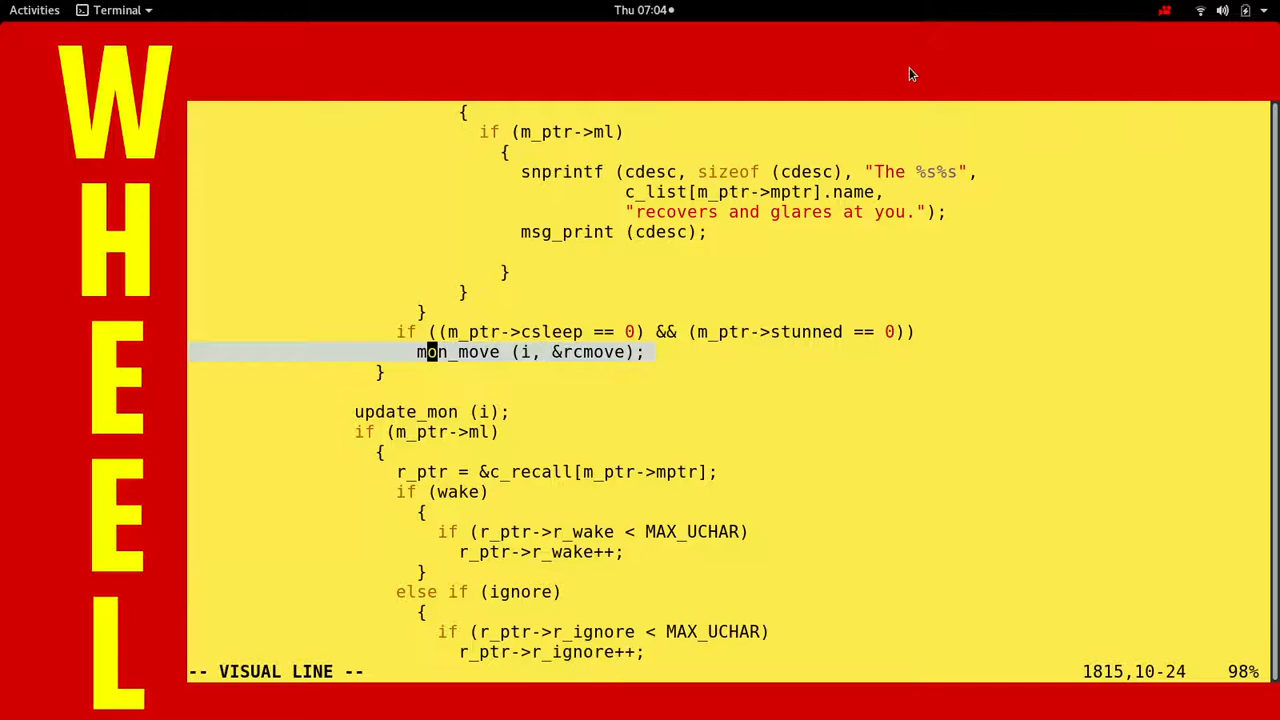 Activities Terminal Thu 07:04
WHEEL
{
if (m_ptr->ml)
{
snprintf (cdesc, sizeof (cdesc), "The %s%s",
c_list[m_ptr->mptr].name,
"recovers and glares at you.");
msg_print (cdesc);
}
}
}
if ((m_ptr->csleep == 0) && (m_ptr->stunned == 0))
mon_move (i, &rcmove);
}
update_mon (i);
if (m_ptr->ml)
{
r_ptr = &c_recall[m_ptr->mptr];
if (wake)
{
if (r_ptr->r_wake < MAX_UCHAR)
r_ptr->r_wake++;
}
else if (ignore)
{
if (r_ptr->r_ignore < MAX_UCHAR)
r_ptr->r_ignore++;
-- VISUAL LINE -- 1815,10-24 98%